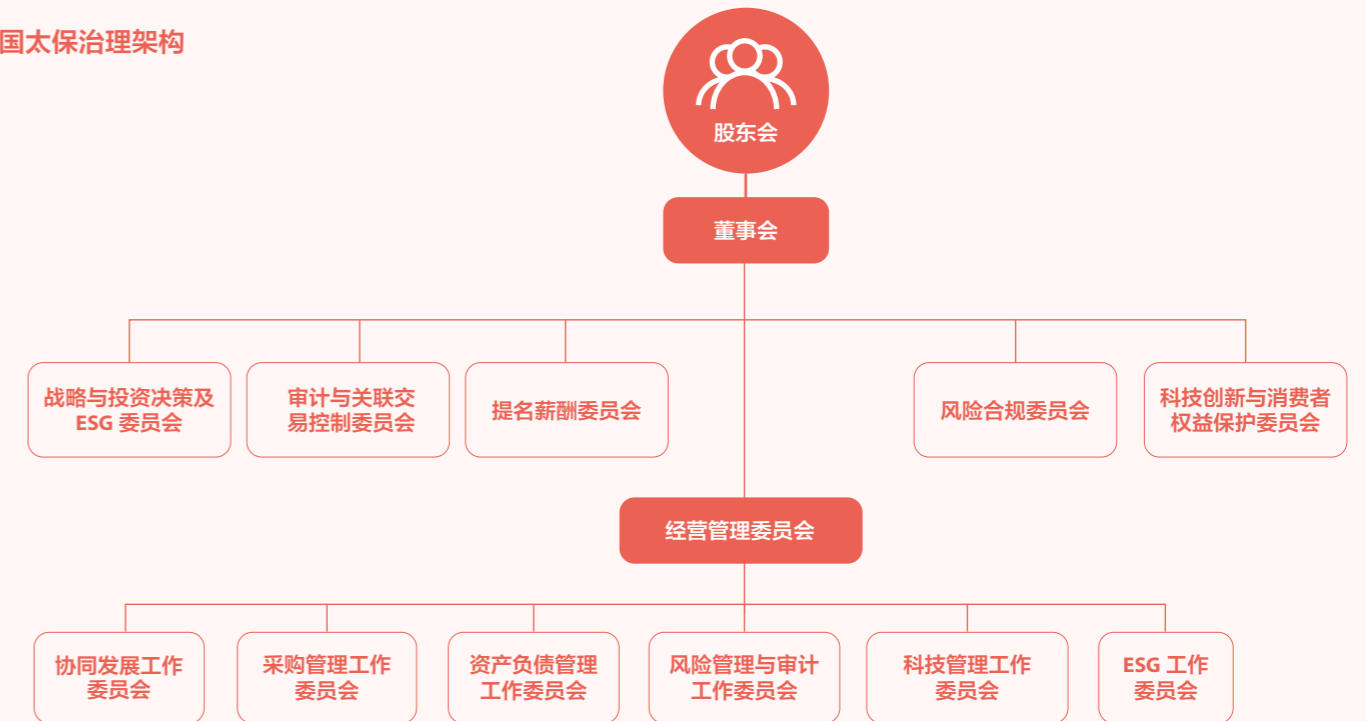 国太保治理架构
股东会
董事会
战略与投资决策及
ESG 委员会
审计与关联交
易控制委员会
提名薪酬委员会
风险合规委员会
科技创新与消费者
权益保护委员会
经营管理委员会
协同发展工作
委员会
采购管理工作
委员会
资产负债管理
工作委员会
风险管理与审计
工作委员会
科技管理工作
委员会
ESG 工作
委员会